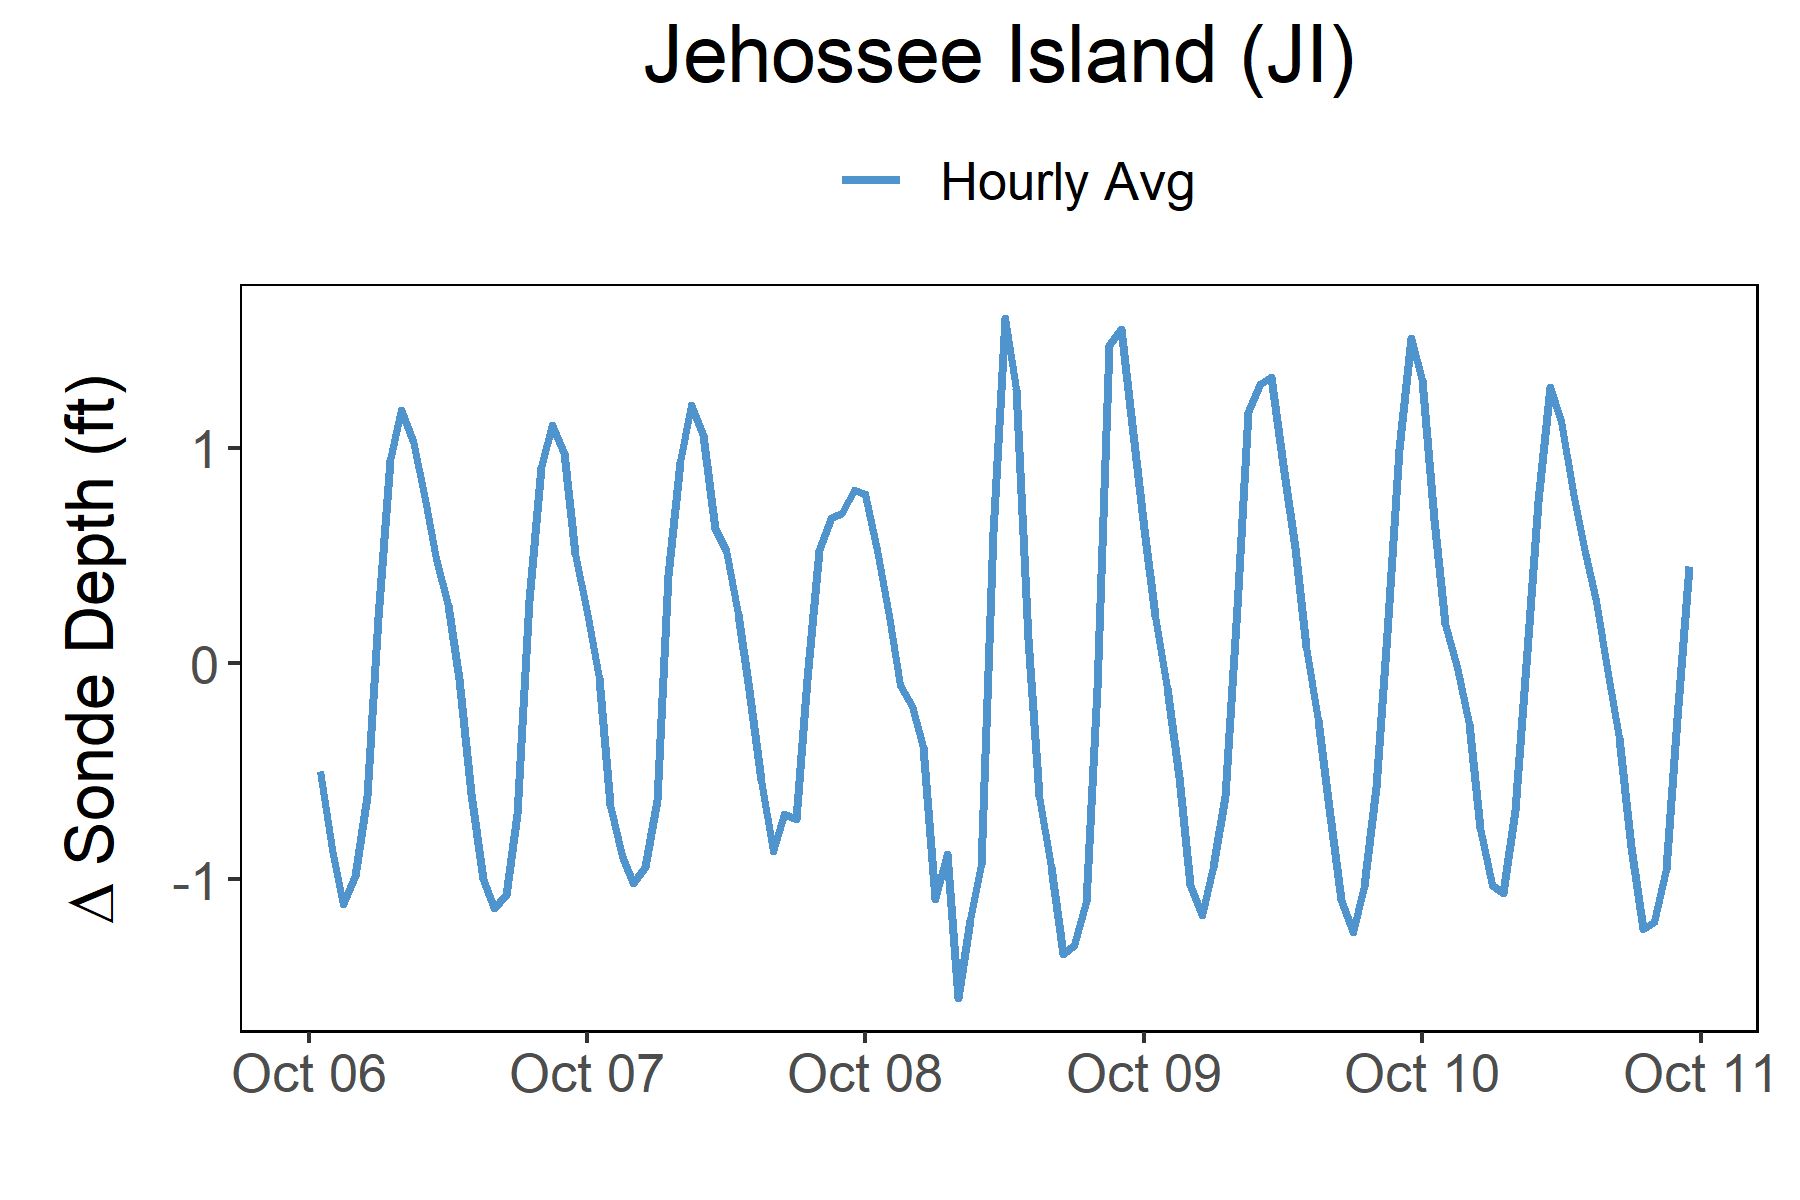 Jehossee Island (JI)
Hourly Avg
Δ Sonde Depth (ft)
1
0
-1
Oct 06 Oct 07 Oct 08 Oct 09 Oct 10 Oct 11